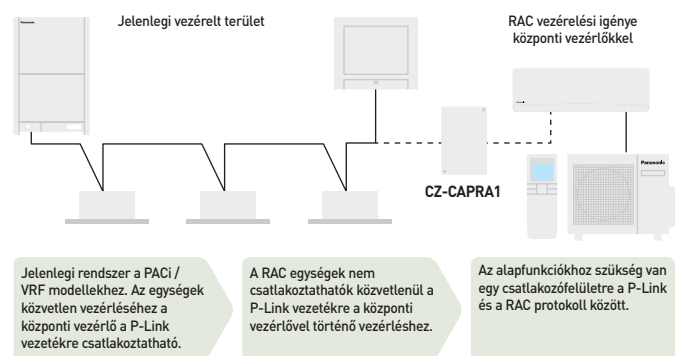 Panasonic
Jelenlegi vezérelt terület
RAC vezérelési igénye
központi vezérlőkkel
Panasonic
CZ-CAPRA1
Jelenlegi rendszer a PACi /
VRF modellekhez. Az egységek
közvetlen vezérléséhez a
központi vezérlő a P-Link
vezetékre csatlakoztatható.
A RAC egységek nem
csatlakoztathatók közvetlenül a
P-Link vezetékre a központi
vezérlővel történő vezérléshez.
Az alapfunkciókhoz szükség van
egy csatlakozófelületre a P-Link
és a RAC protokoll között.